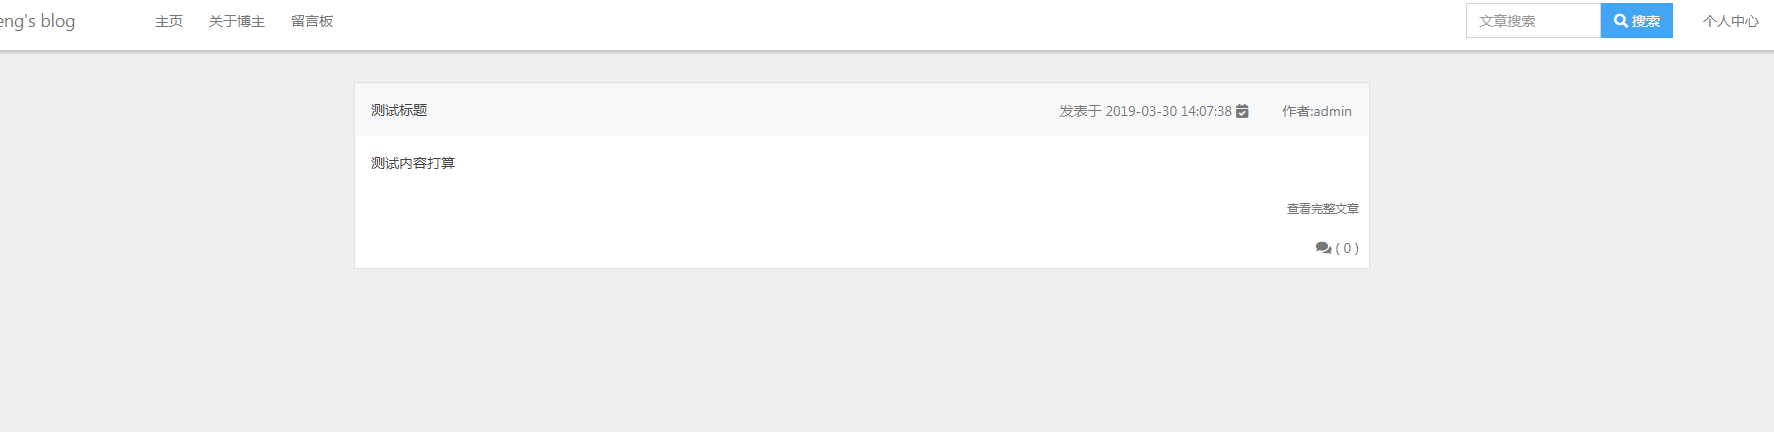 eng's blog 主页 关于博主 留言板 文章搜索 搜索 个人中心
测试标题 发表于 2019-03-30 14:07:38 作者:admin
测试内容打算
查看完整文章
( 0 )